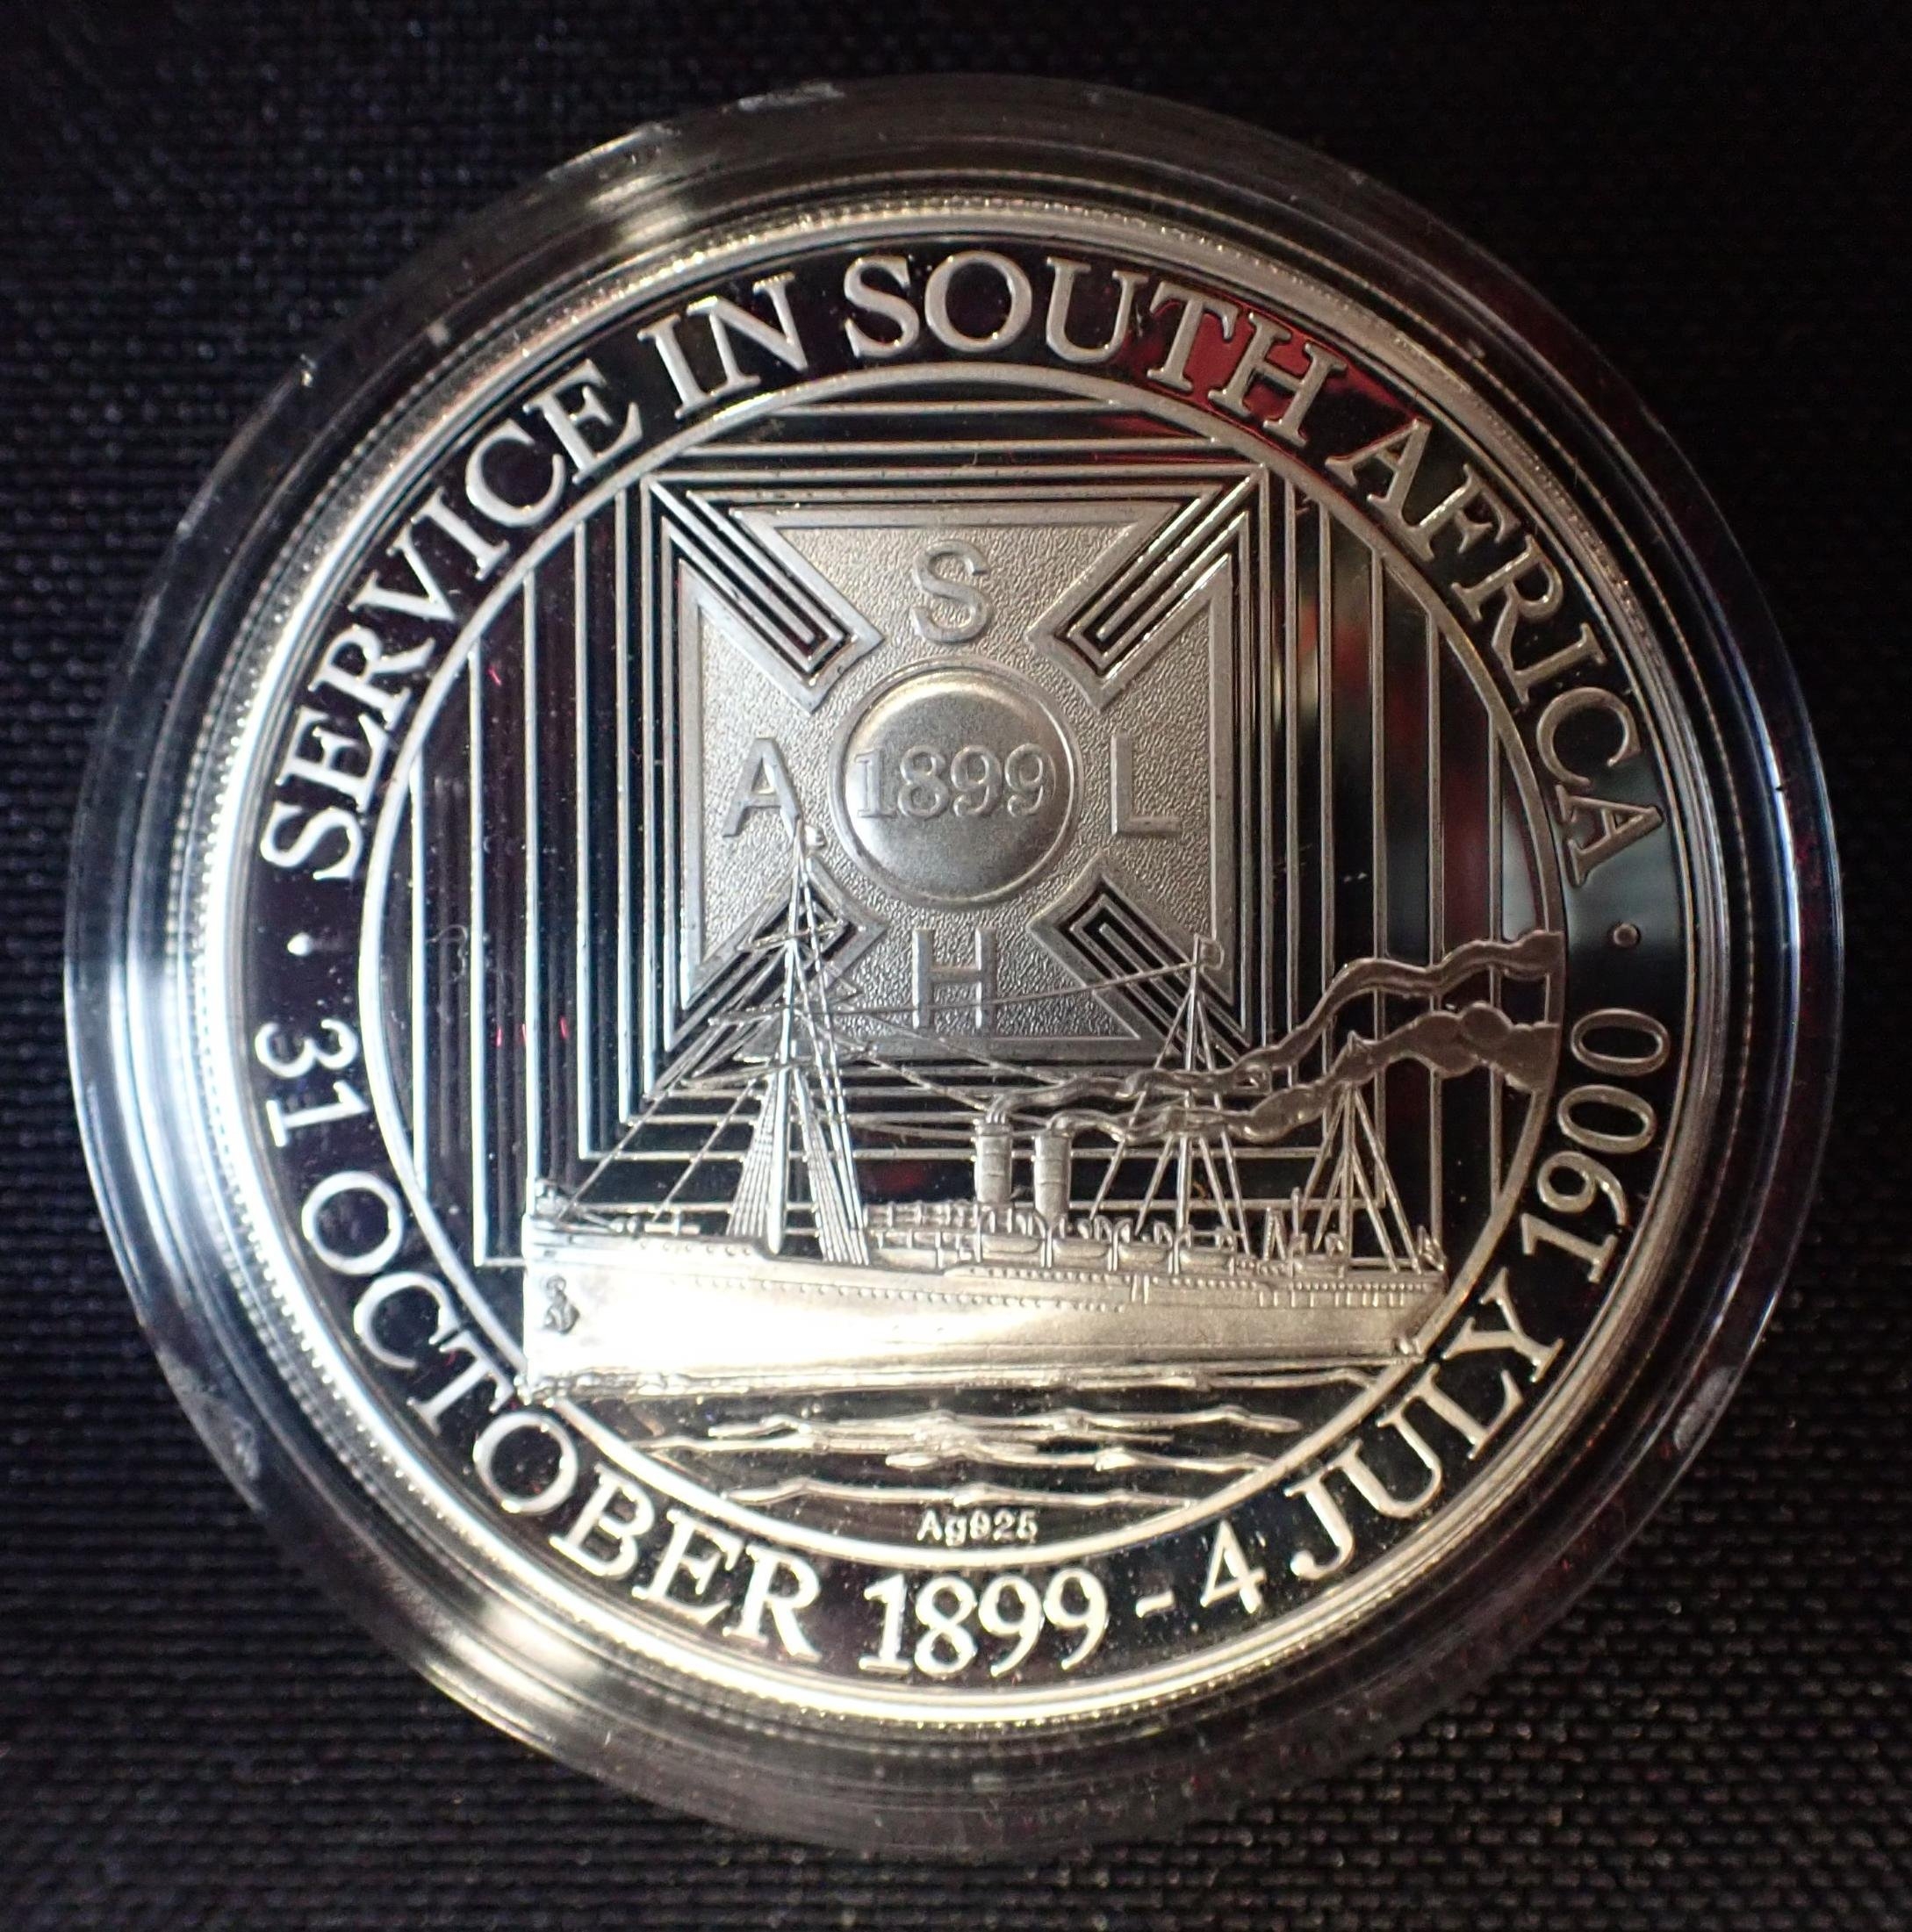 SERVICE IN SOUTH AFRICA
S
A 1899 L
H
Ag925
31 OCTOBER 1899 - 4 JULY 1900